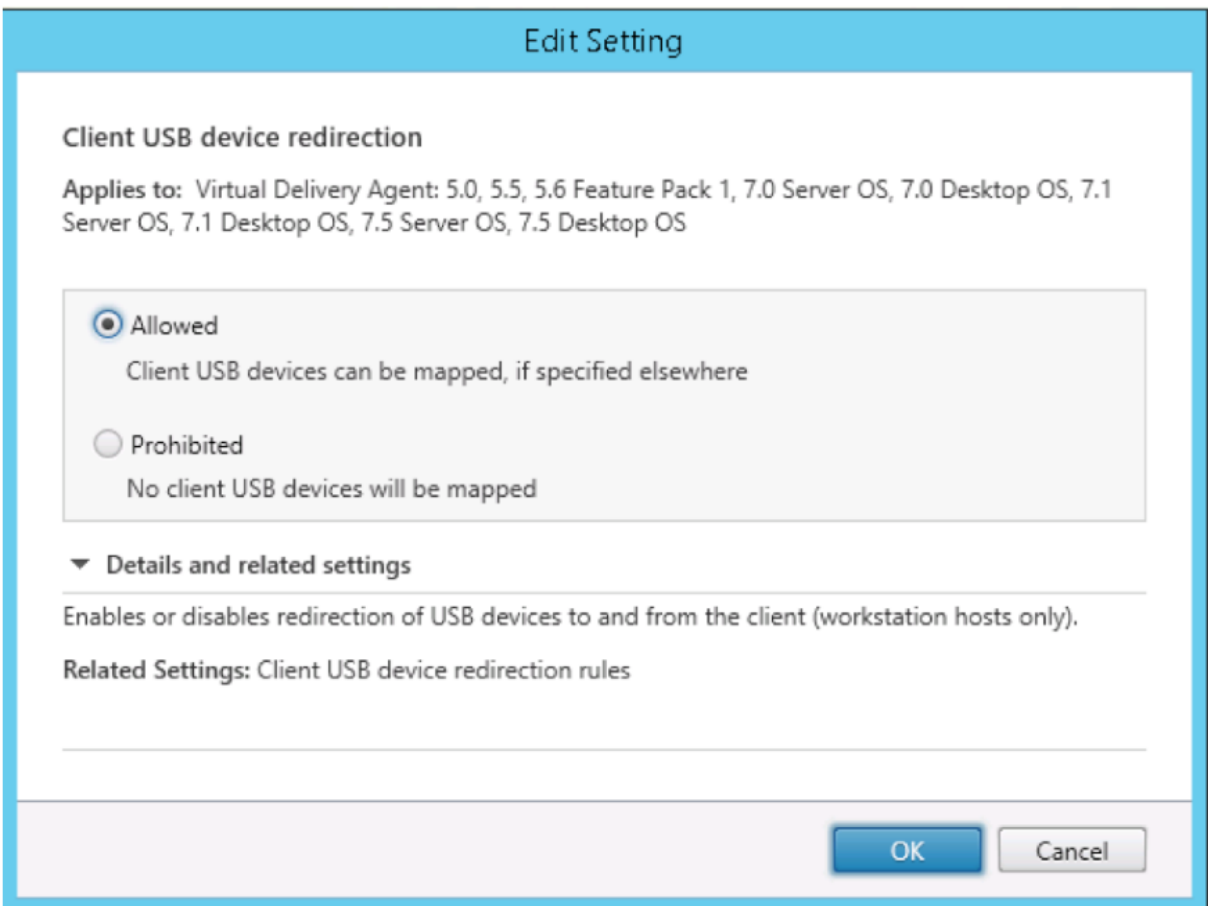 Edit Setting
Client USB device redirection
Applies to: Virtual Delivery Agent: 5.0, 5.5, 5.6 Feature Pack 1, 7.0 Server OS, 7.0 Desktop OS, 7.1
Server OS, 7.1 Desktop OS, 7.5 Server OS, 7.5 Desktop OS
Allowed
Client USB devices can be mapped, if specified elsewhere
Prohibited
No client USB devices will be mapped
Details and related settings
Enables or disables redirection of USB devices to and from the client (workstation hosts only).
Related Settings: Client USB device redirection rules
OK
Cancel